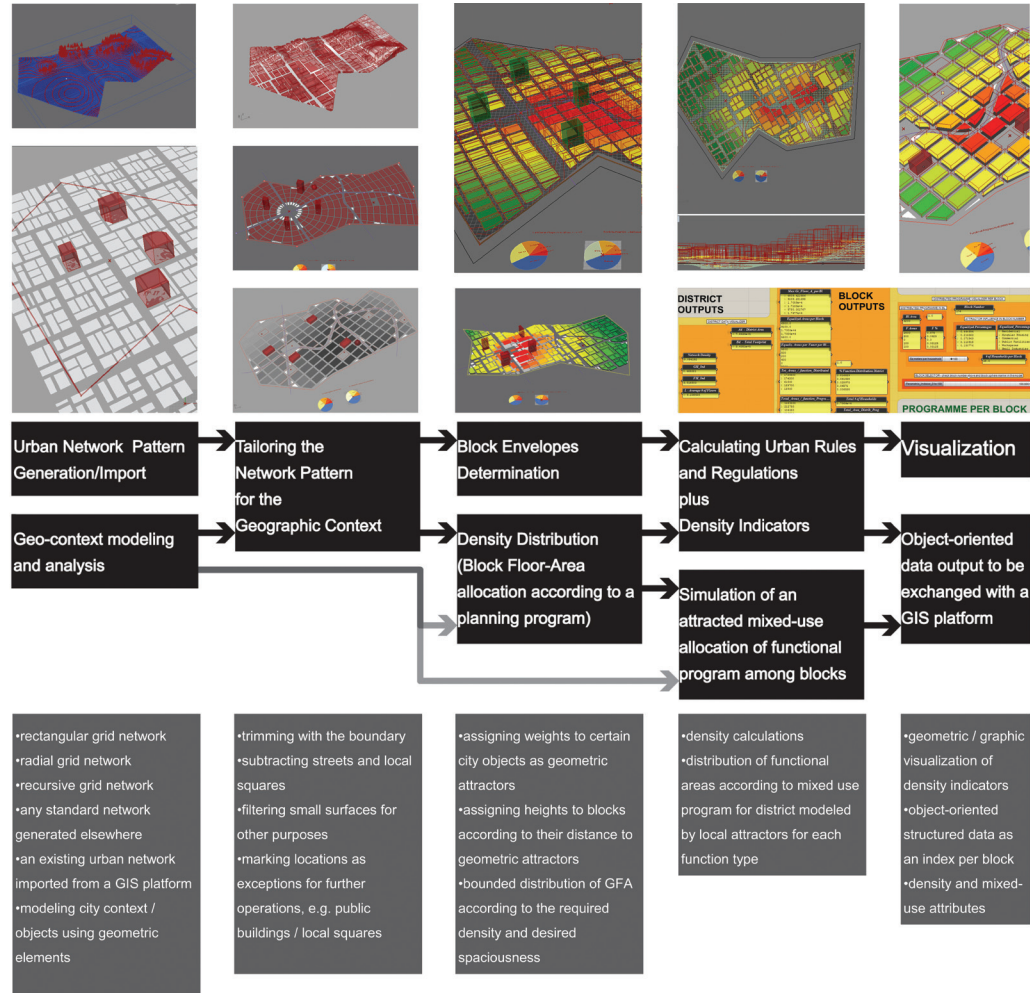 DISTRICT
OUTPUTS
BLOCK
OUTPUTS
PROGRAMME PER BLOCK
Urban Network Pattern
Generation/Import
Geo-context modeling
and analysis
Tailoring the
Network Pattern
for the
Geographic Context
Block Envelopes
Determination
Density Distribution
(Block Floor-Area
allocation according to a
planning program)
Calculating Urban Rules
and Regulations
plus
Density Indicators
Simulation of an
attracted mixed-use
allocation of functional
program among blocks
Visualization
Object-oriented
data output to be
exchanged with a
GIS platform
•rectangular grid network
•radial grid network
•recursive grid network
•any standard network
generated elsewhere
•an existing urban network
imported from a GIS platform
•modeling city context /
objects using geometric
elements
•trimming with the boundary
•subtracting streets and local
squares
•filtering small surfaces for
other purposes
•marking locations as
exceptions for further
operations, e.g. public
buildings / local squares
•assigning weights to certain
city objects as geometric
attractors
•assigning heights to blocks
according to their distance to
geometric attractors
•bounded distribution of GFA
according to the required
density and desired
spaciousness
•density calculations
•distribution of functional
areas according to mixed use
program for district modeled
by local attractors for each
function type
•geometric / graphic
visualization of
density indicators
•object-oriented
structured data as
an index per block
•density and mixed-
use attributes